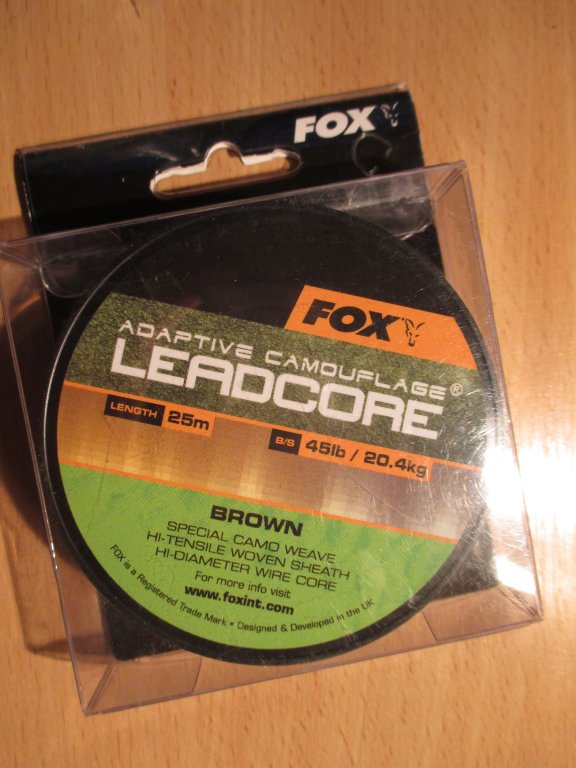 FOX
FOX
ADAPTIVE CAMOUFLAGE®
LEADCORE
LENGTH 25m
B/S 45lb / 20.4kg
BROWN
SPECIAL CAMO WEAVE
HI-TENSILE WOVEN SHEATH
HI-DIAMETER WIRE CORE
For more info visit
www.foxint.com
FOX is a Registered Trade Mark • Designed & Developed in the UK